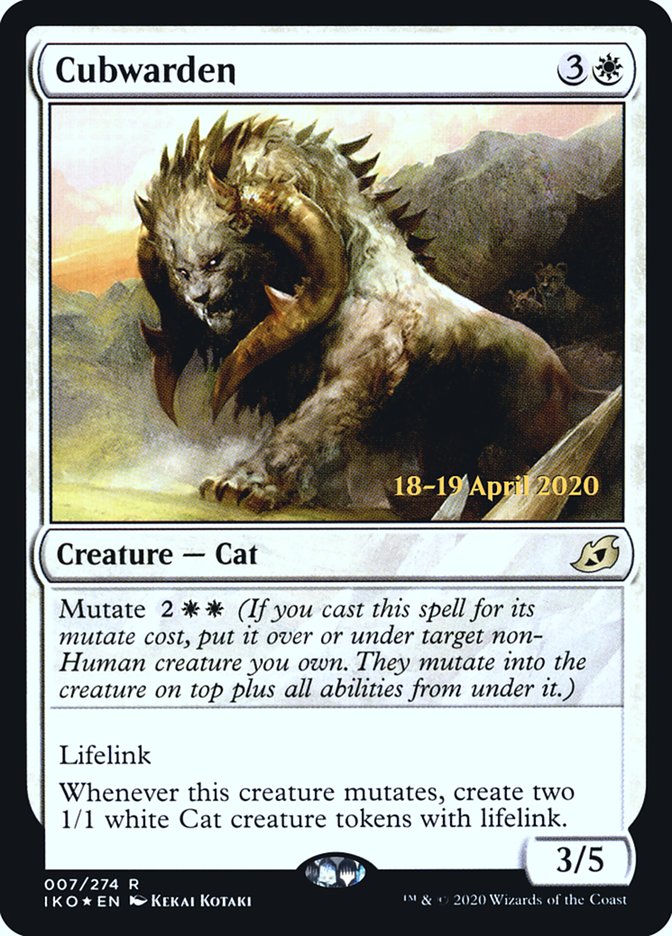 Cubwarden 3
18-19 April 2020
Creature — Cat
Mutate 2 (If you cast this spell for its
mutate cost, put it over or under target non-
Human creature you own. They mutate into the
creature on top plus all abilities from under it.)
Lifelink
Whenever this creature mutates, create two
1/1 white Cat creature tokens with lifelink.
3/5
007/274 R
IKO★EN Kekai Kotaki
™ & © 2020 Wizards of the Coast